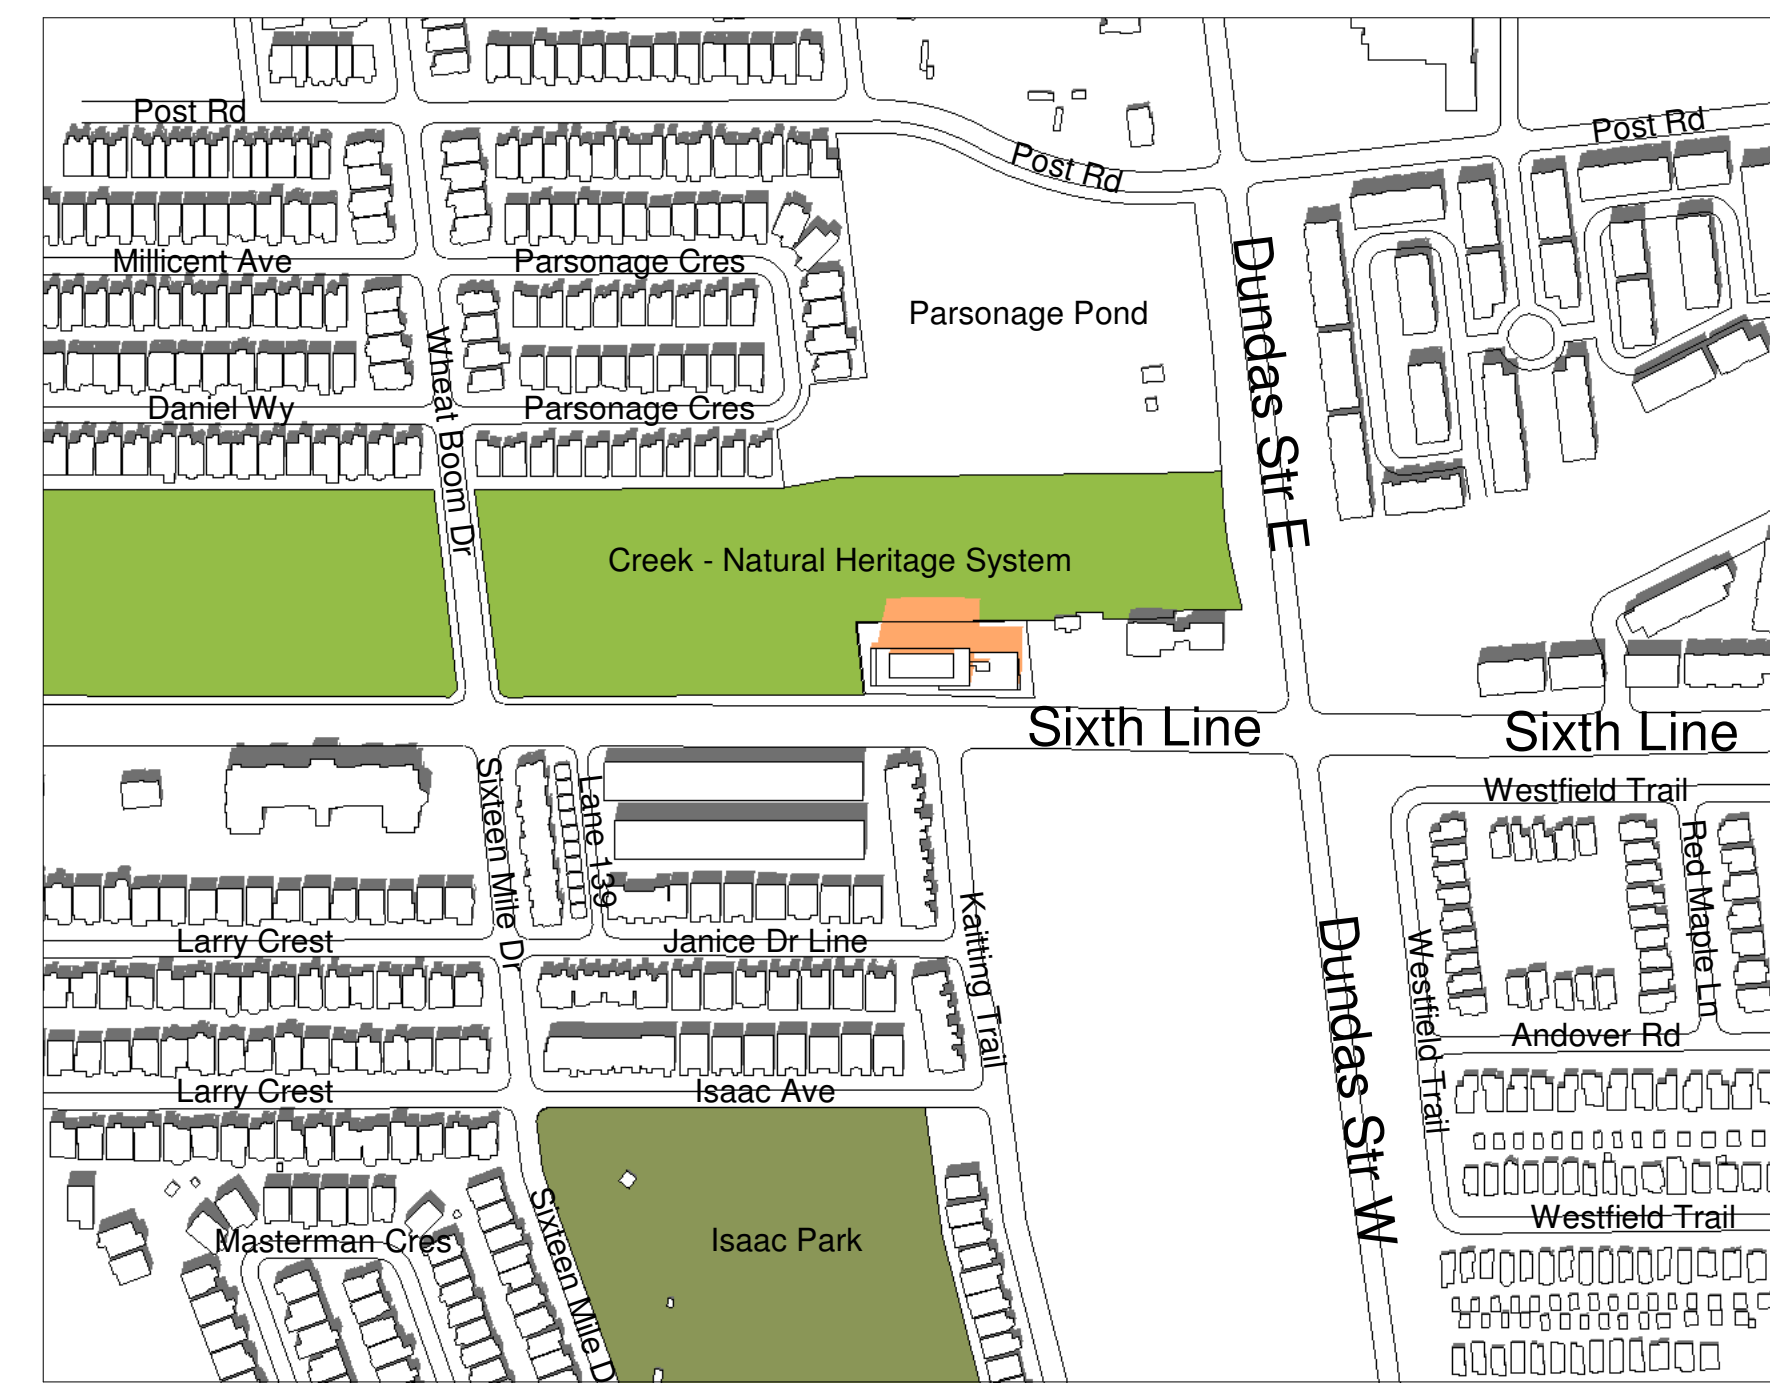 Post Rd
Post Rd
Post Rd
Millicent Ave
Parsonage Cres
Dundas Str E
Parsonage Pond
Wheat Boom Dr
Daniel Wy
Parsonage Cres
Creek - Natural Heritage System
Sixth Line
Sixth Line
Sixteen Mile Dr
Lane 139
Westfield Trail
Red Maple Ln
Kaitting Trail
Larry Crest
Janice Dr Line
Dundas Str W
Westfield Trail
Andover Rd
Larry Crest
Isaac Ave
Sixteen Mile D
Masterman Cres
Isaac Park
Westfield Trail